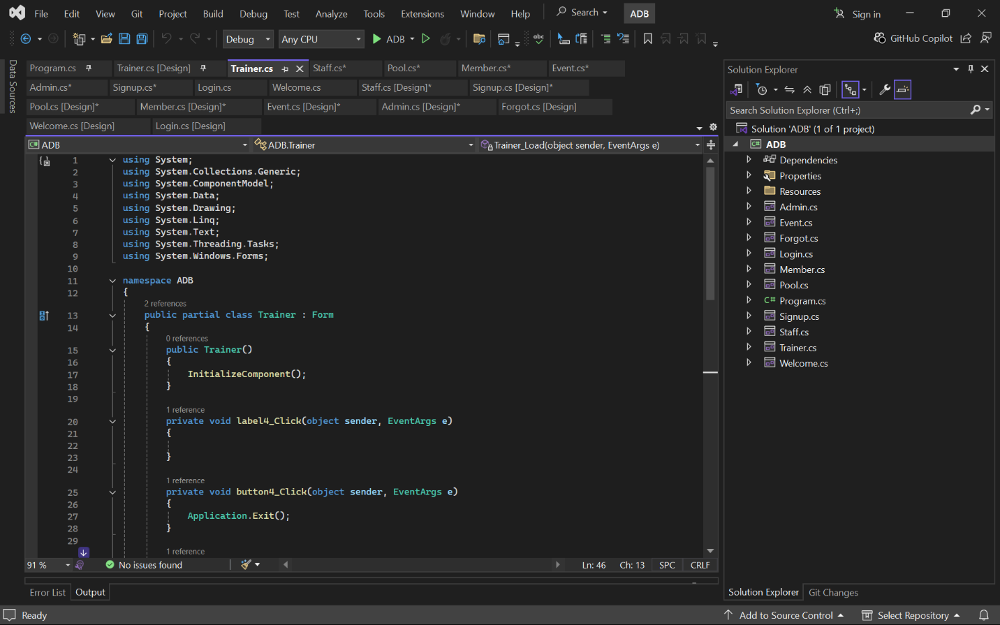 File Edit View Git Project Build Debug Test Analyze Tools Extensions Window Help Search ADB Sign in
Debug Any CPU ADB abc GitHub Copilot
Data Sources
Program.cs Trainer.cs [Design] Trainer.cs Staff.cs* Pool.cs* Member.cs* Event.cs*
Admin.cs* Signup.cs* Login.cs Welcome.cs Staff.cs [Design]* Signup.cs [Design]*
Pool.cs [Design]* Member.cs [Design]* Event.cs [Design]* Admin.cs [Design]* Forgot.cs [Design]
Welcome.cs [Design] Login.cs [Design]
C# ADB ADB.Trainer Trainer_Load(object sender, EventArgs e)
1 using System;
2 using System.Collections.Generic;
3 using System.ComponentModel;
4 using System.Data;
5 using System.Drawing;
6 using System.Linq;
7 using System.Text;
8 using System.Threading.Tasks;
9 using System.Windows.Forms;
10
11 namespace ADB
12 {
2 references
13 public partial class Trainer : Form
14 {
0 references
15 public Trainer()
16 {
17 InitializeComponent();
18 }
19
1 reference
20 private void label4_Click(object sender, EventArgs e)
21 {
22
23 }
24
1 reference
25 private void button4_Click(object sender, EventArgs e)
26 {
27 Application.Exit();
28 }
29
1 reference
91 % No issues found Ln: 46 Ch: 13 SPC CRLF
Error List Output
Solution Explorer
Search Solution Explorer (Ctrl+;)
Solution 'ADB' (1 of 1 project)
C# ADB
Dependencies
Properties
Resources
Admin.cs
Event.cs
Forgot.cs
Login.cs
Member.cs
Pool.cs
C# Program.cs
Signup.cs
Staff.cs
Trainer.cs
Welcome.cs
Solution Explorer Git Changes
Ready Add to Source Control Select Repository